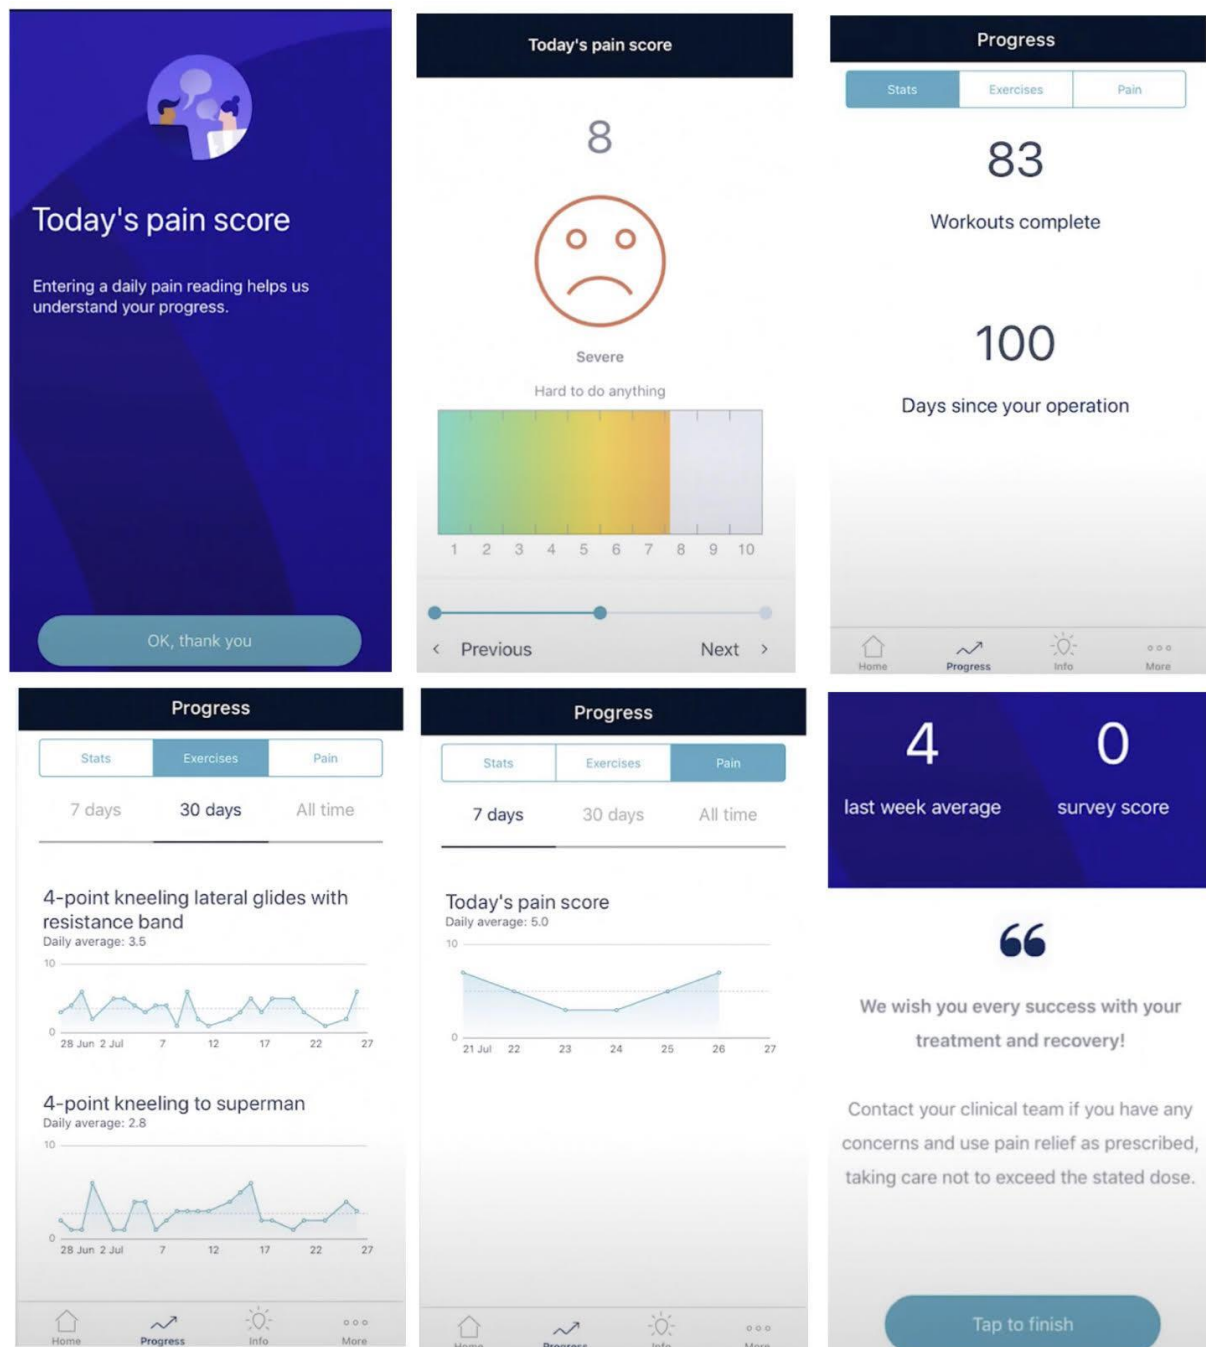 Today's pain score
Entering a daily pain reading helps us
understand your progress.
OK, thank you
Today's pain score
8
Severe
Hard to do anything
1 2 3 4 5 6 7 8 9 10
< Previous Next >
Progress
Stats Exercises Pain
83
Workouts complete
100
Days since your operation
Home Progress Info More
Progress
Stats Exercises Pain
7 days 30 days All time
4-point kneeling lateral glides with
resistance band
Daily average: 3.5
10
0
28 Jun 2 Jul 7 12 17 22 27
4-point kneeling to superman
Daily average: 2.8
10
0
28 Jun 2 Jul 7 12 17 22 27
Home Progress Info More
Progress
Stats Exercises Pain
7 days 30 days All time
Today's pain score
Daily average: 5.0
10
0
21 Jul 22 23 24 25 26 27
Home Progress Info More
4 0
last week average survey score
“
We wish you every success with your
treatment and recovery!
Contact your clinical team if you have any
concerns and use pain relief as prescribed,
taking care not to exceed the stated dose.
Tap to finish